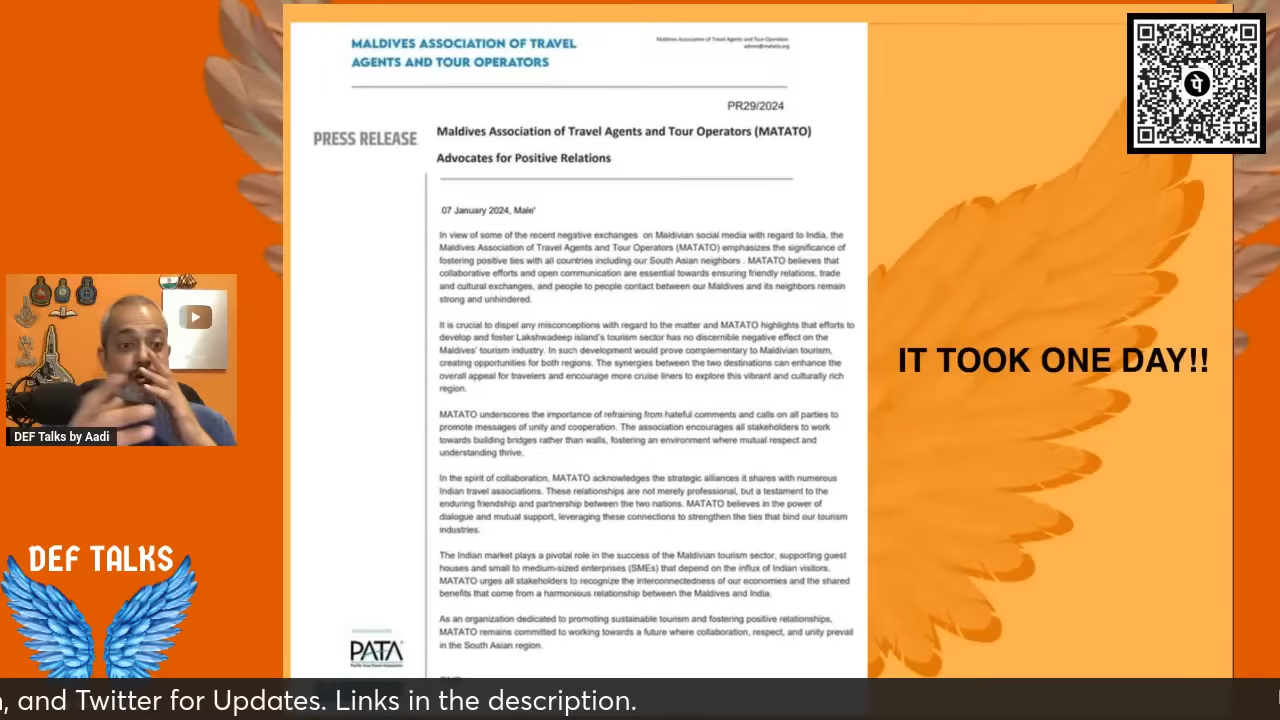 MALDIVES ASSOCIATION OF TRAVEL
AGENTS AND TOUR OPERATORS
Maldives Association of Travel Agents and Tour Operators
admin@matato.org
PR29/2024
PRESS RELEASE
Maldives Association of Travel Agents and Tour Operators (MATATO)
Advocates for Positive Relations
07 January 2024, Male'
In view of some of the recent negative exchanges on Maldivian social media with regard to India, the
Maldives Association of Travel Agents and Tour Operators (MATATO) emphasizes the significance of
fostering positive ties with all countries including our South Asian neighbors . MATATO believes that
collaborative efforts and open communication are essential towards ensuring friendly relations, trade
and cultural exchanges, and people to people contact between our Maldives and its neighbors remain
strong and unhindered.
It is crucial to dispel any misconceptions with regard to the matter and MATATO highlights that efforts to
develop and foster Lakshwadeep island's tourism sector has no discernible negative effect on the
Maldives' tourism industry. In such development would prove complementary to Maldivian tourism,
creating opportunities for both regions. The synergies between the two destinations can enhance the
overall appeal for travelers and encourage more cruise liners to explore this vibrant and culturally rich
region.
MATATO underscores the importance of refraining from hateful comments and calls on all parties to
promote messages of unity and cooperation. The association encourages all stakeholders to work
towards building bridges rather than walls, fostering an environment where mutual respect and
understanding thrive.
In the spirit of collaboration, MATATO acknowledges the strategic alliances it shares with numerous
Indian travel associations. These relationships are not merely professional, but a testament to the
enduring friendship and partnership between the two nations. MATATO believes in the power of
dialogue and mutual support, leveraging these connections to strengthen the ties that bind our tourism
industries.
The Indian market plays a pivotal role in the success of the Maldivian tourism sector, supporting guest
houses and small to medium-sized enterprises (SMEs) that depend on the influx of Indian visitors.
MATATO urges all stakeholders to recognize the interconnectedness of our economies and the shared
benefits that come from a harmonious relationship between the Maldives and India.
As an organization dedicated to promoting sustainable tourism and fostering positive relationships,
MATATO remains committed to working towards a future where collaboration, respect, and unity prevail
in the South Asian region.
PATA
IT TOOK ONE DAY!!
पे
DEF Talks by Aadi
DEF TALKS
, and Twitter for Updates. Links in the description.